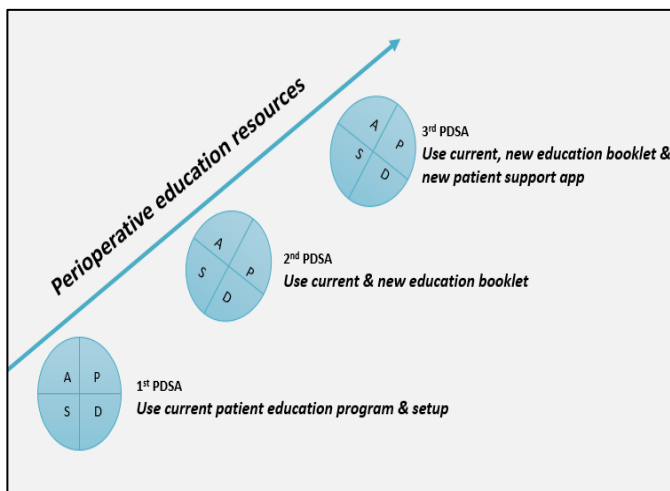 Perioperative education resources
A P
S D
1st PDSA
Use current patient education program & setup
A
S P
D
2nd PDSA
Use current & new education booklet
A
S P
D
3rd PDSA
Use current, new education booklet &
new patient support app